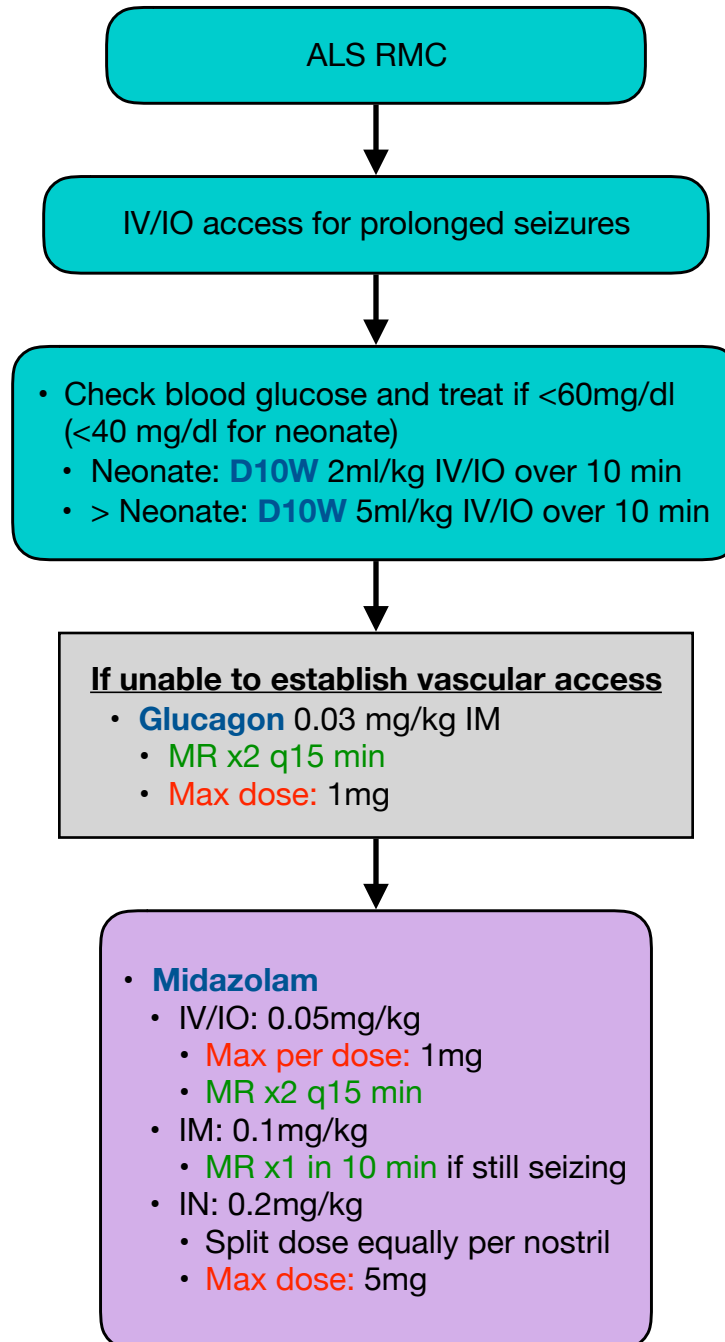 ALS RMC
IV/IO access for prolonged seizures
• Check blood glucose and treat if <60mg/dl
(<40 mg/dl for neonate)
• Neonate: D10W 2ml/kg IV/IO over 10 min
• > Neonate: D10W 5ml/kg IV/IO over 10 min
If unable to establish vascular access
• Glucagon 0.03 mg/kg IM
• MR x2 q15 min
• Max dose: 1mg
• Midazolam
• IV/IO: 0.05mg/kg
• Max per dose: 1mg
• MR x2 q15 min
• IM: 0.1mg/kg
• MR x1 in 10 min if still seizing
• IN: 0.2mg/kg
• Split dose equally per nostril
• Max dose: 5mg